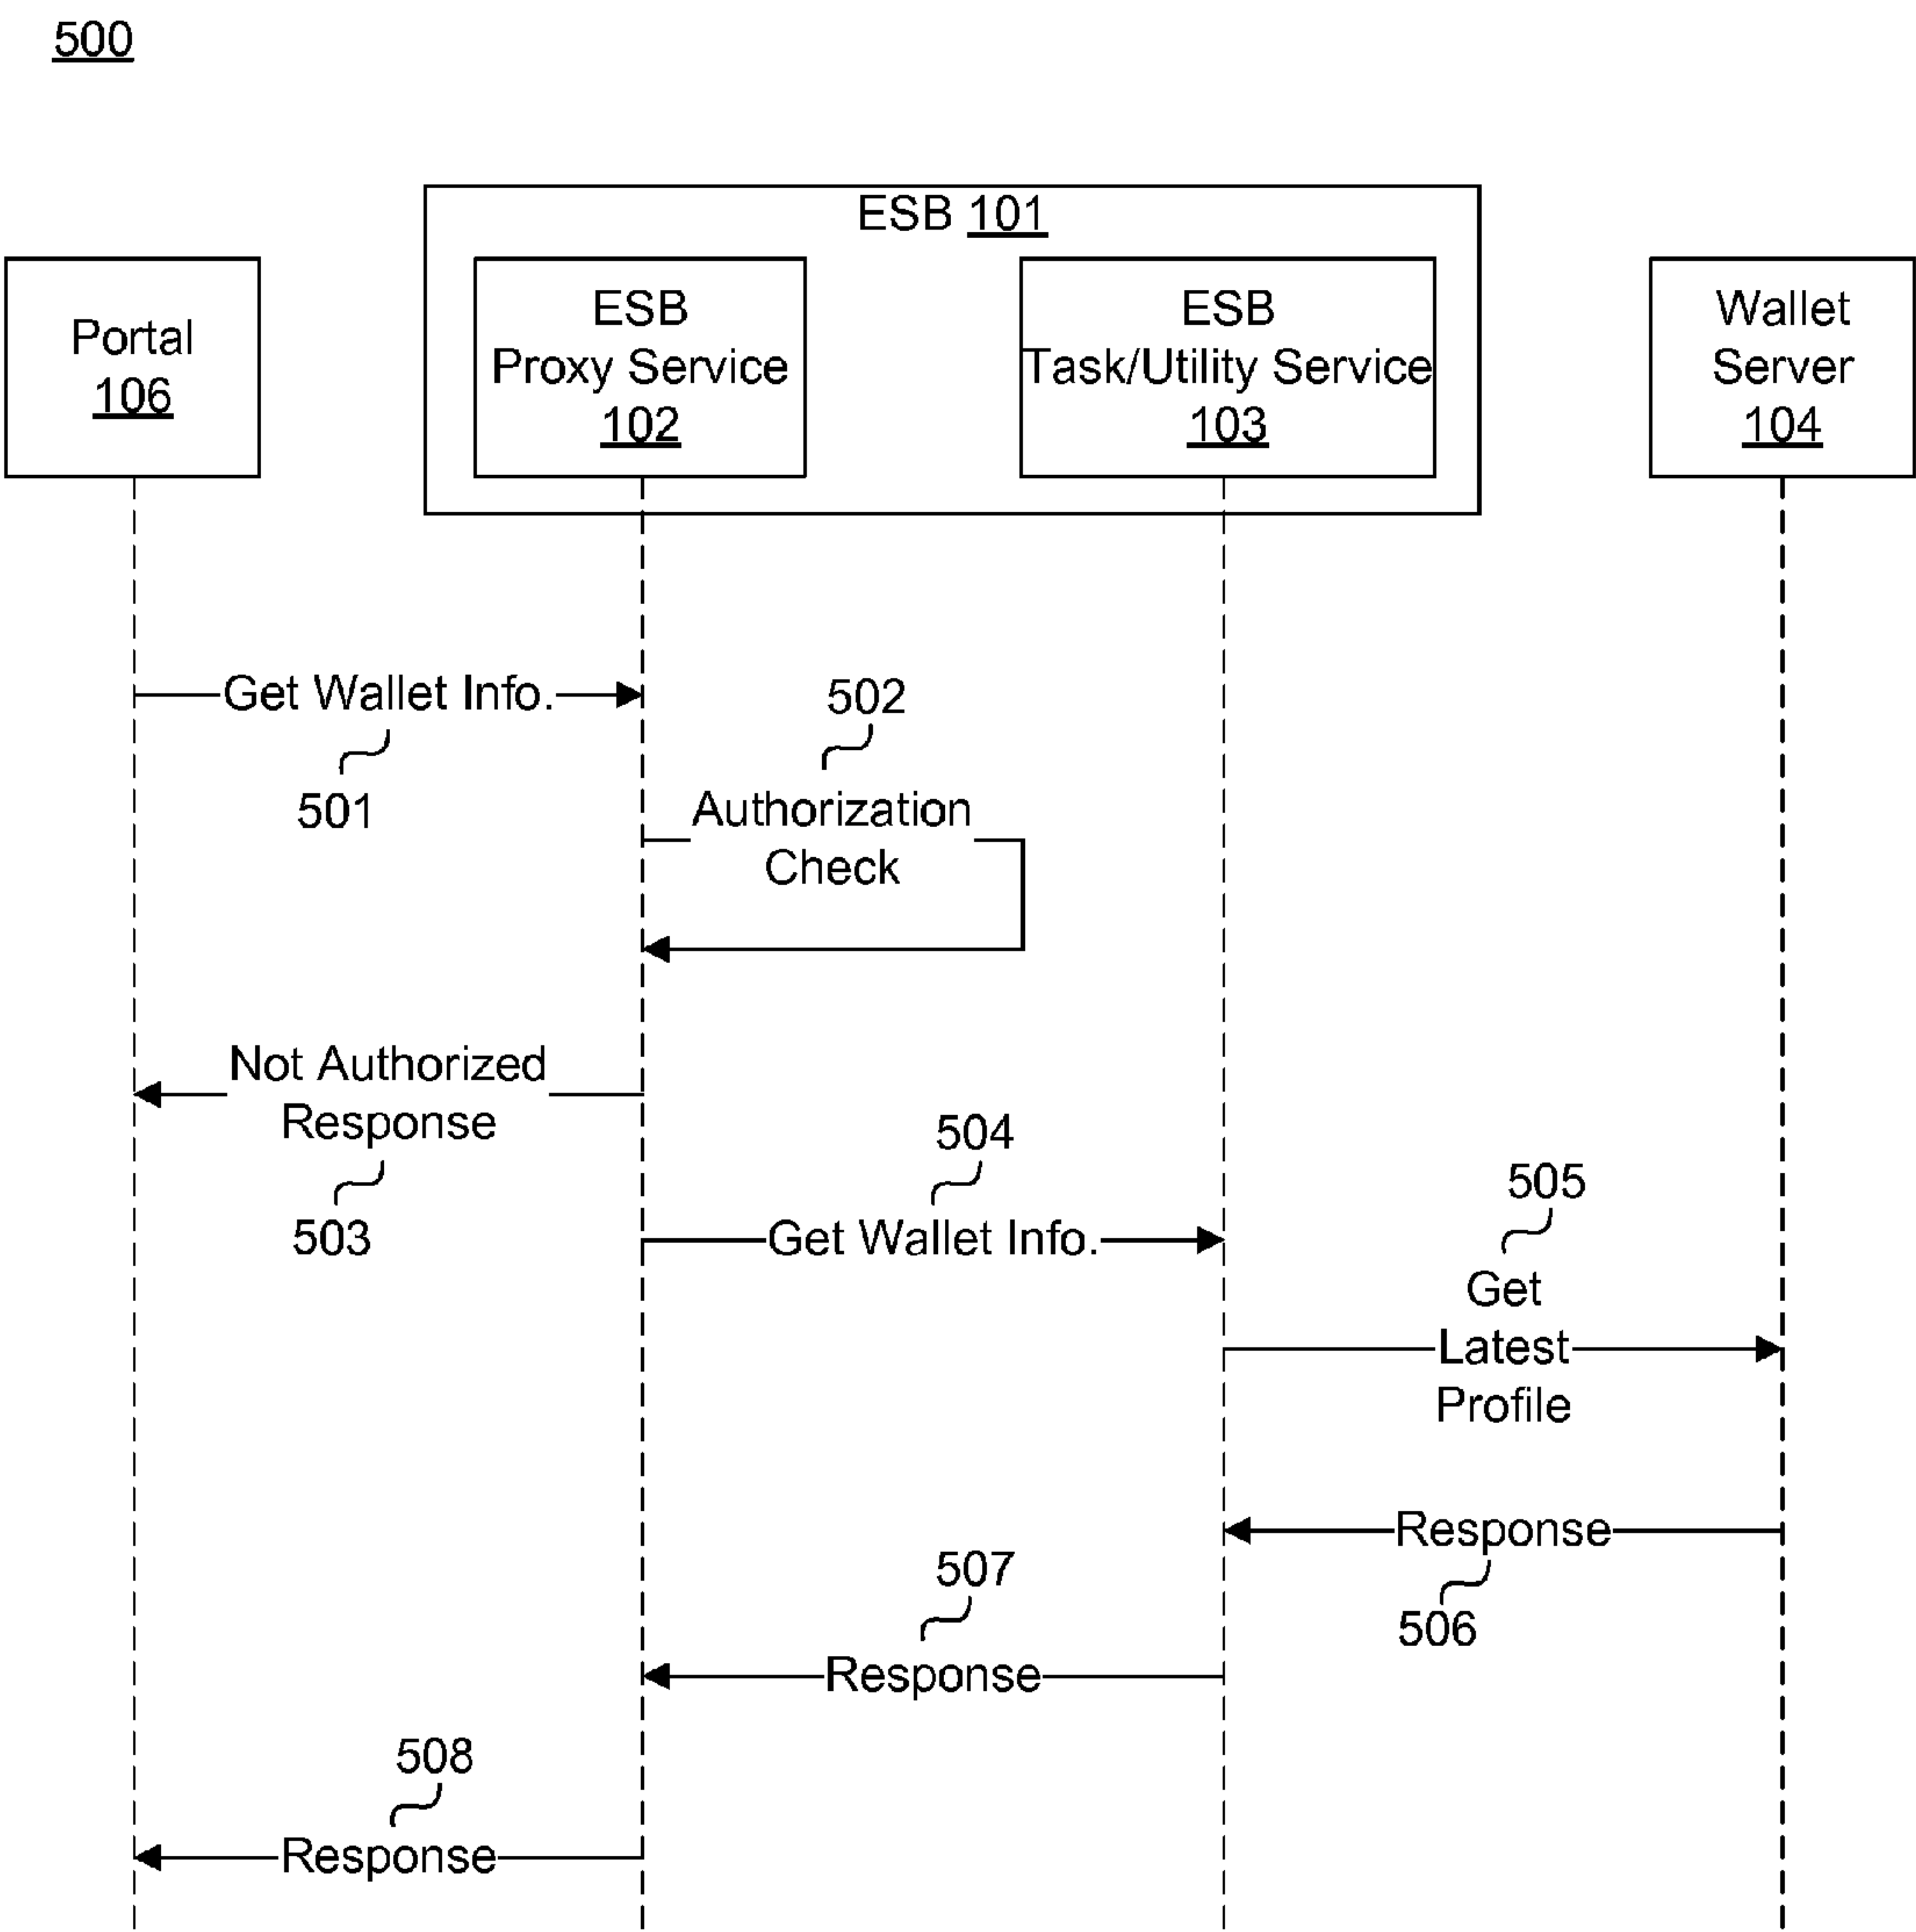 500
ESB 101
Portal
106
ESB
Proxy Service
102
ESB
Task/Utility Service
103
Wallet
Server
104
Get Wallet Info.
501
502
Authorization
Check
Not Authorized
Response
503
504
Get Wallet Info.
505
Get
Latest
Profile
Response
506
507
Response
508
Response